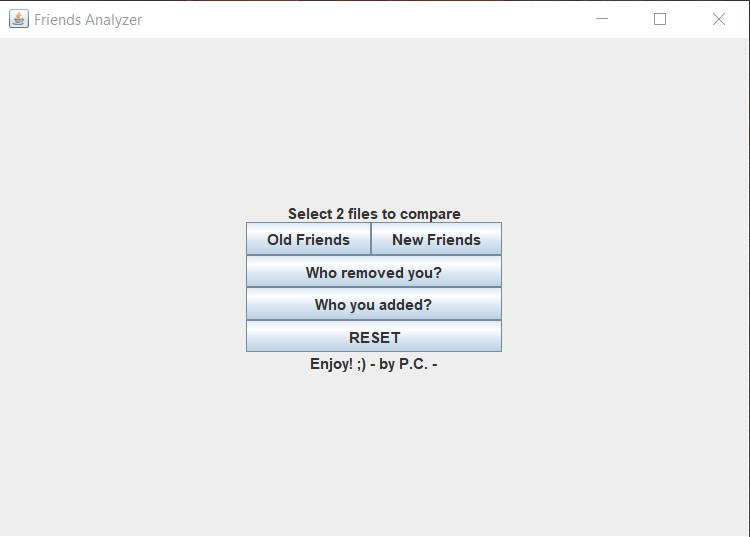 Friends Analyzer
Select 2 files to compare
Old Friends New Friends
Who removed you?
Who you added?
RESET
Enjoy! ;) - by P.C. -